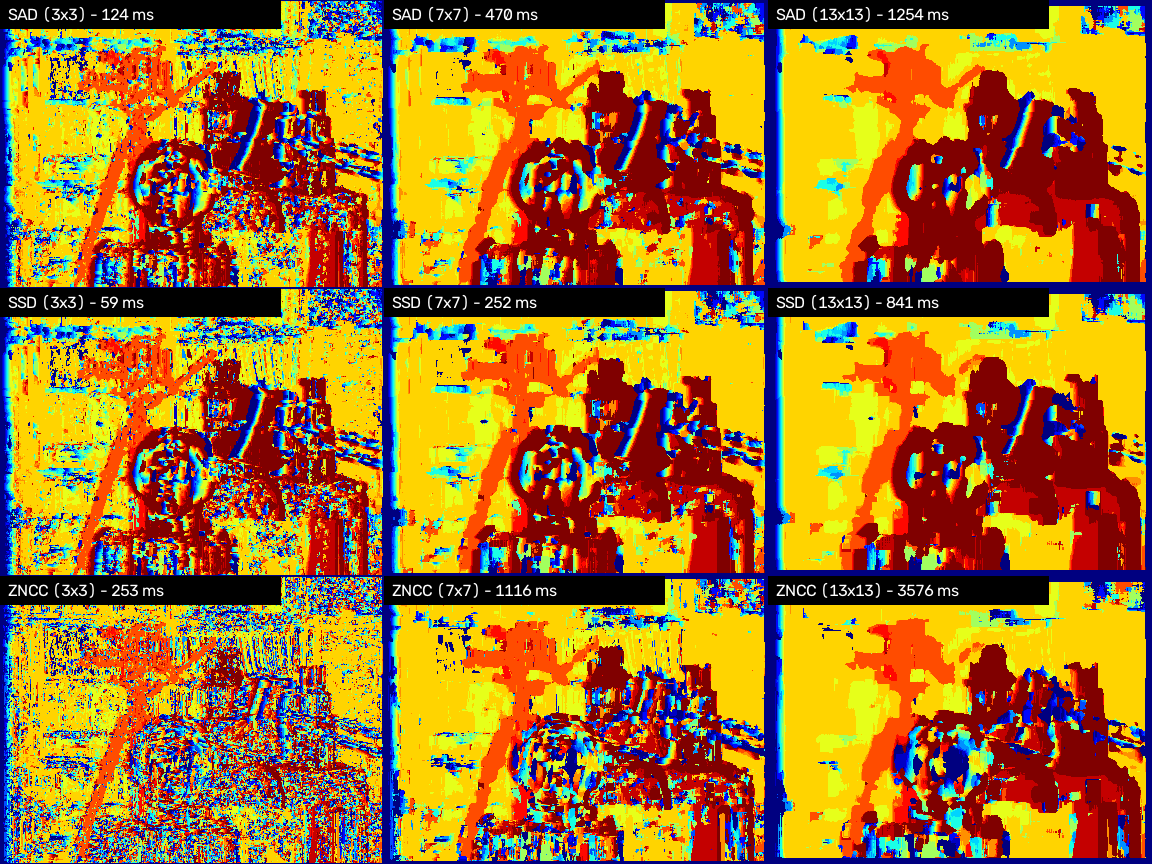 SAD (3x3) - 124 ms
SAD (7x7) - 470 ms
SAD (13x13) - 1254 ms
SSD (3x3) - 59 ms
SSD (7x7) - 252 ms
SSD (13x13) - 841 ms
ZNCC (3x3) - 253 ms
ZNCC (7x7) - 1116 ms
ZNCC (13x13) - 3576 ms